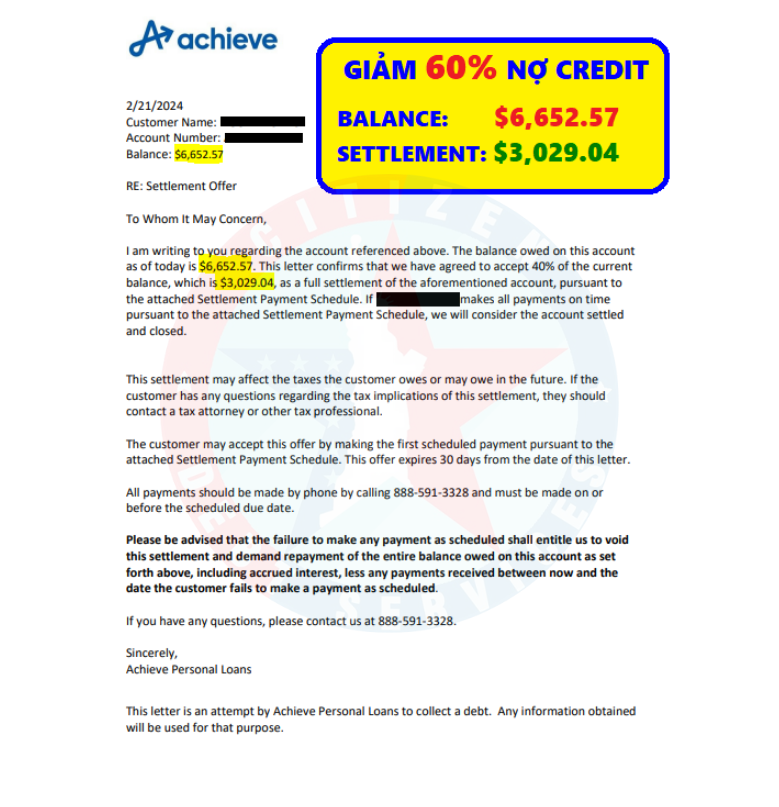 achieve
GIẢM 60% NỢ CREDIT
BALANCE: $6,652.57
SETTLEMENT: $3,029.04
2/21/2024
Customer Name:
Account Number:
Balance: $6,652.57
RE: Settlement Offer
To Whom It May Concern,
I am writing to you regarding the account referenced above. The balance owed on this account
as of today is $6,652.57. This letter confirms that we have agreed to accept 40% of the current
balance, which is $3,029.04, as a full settlement of the aforementioned account, pursuant to
the attached Settlement Payment Schedule. If makes all payments on time
pursuant to the attached Settlement Payment Schedule, we will consider the account settled
and closed.
This settlement may affect the taxes the customer owes or may owe in the future. If the
customer has any questions regarding the tax implications of this settlement, they should
contact a tax attorney or other tax professional.
The customer may accept this offer by making the first scheduled payment pursuant to the
attached Settlement Payment Schedule. This offer expires 30 days from the date of this letter.
All payments should be made by phone by calling 888-591-3328 and must be made on or
before the scheduled due date.
Please be advised that the failure to make any payment as scheduled shall entitle us to void
this settlement and demand repayment of the entire balance owed on this account as set
forth above, including accrued interest, less any payments received between now and the
date the customer fails to make a payment as scheduled.
If you have any questions, please contact us at 888-591-3328.
Sincerely,
Achieve Personal Loans
This letter is an attempt by Achieve Personal Loans to collect a debt. Any information obtained
will be used for that purpose.
CITIZEN
SERVICES